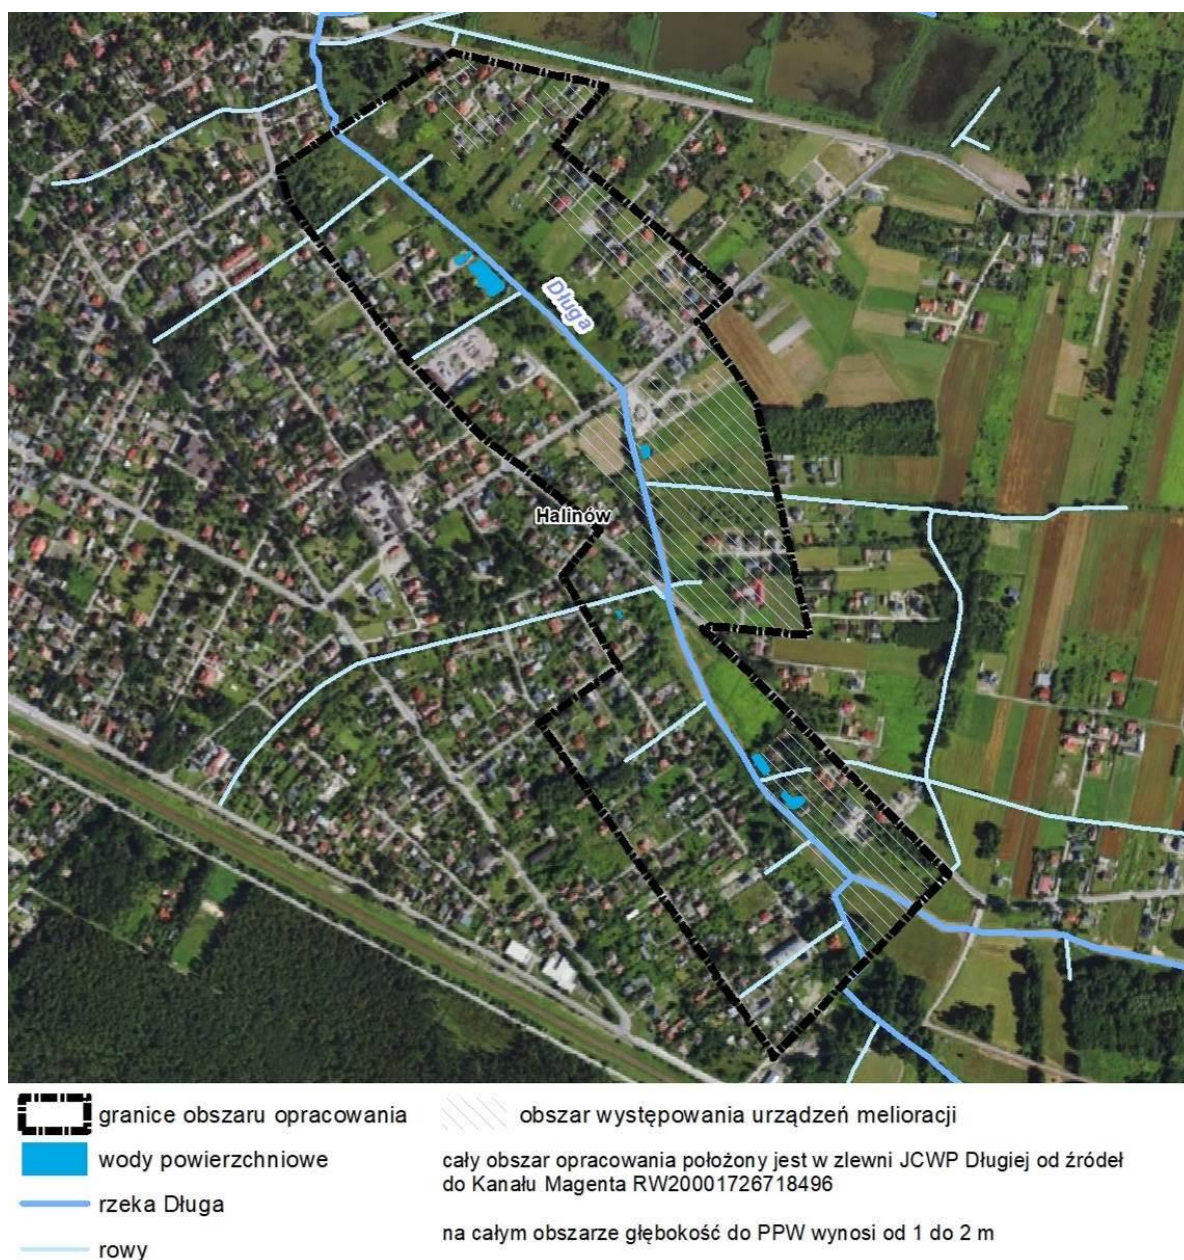 Długa
Halinów
granice obszaru opracowania
wody powierzchniowe
rzeka Długa
rowy
obszar występowania urządzeń melioracji
cały obszar opracowania położony jest w zlewni JCWP Długiej od źródeł
do Kanału Magenta RW20001726718496
na całym obszarze głębokość do PPW wynosi od 1 do 2 m